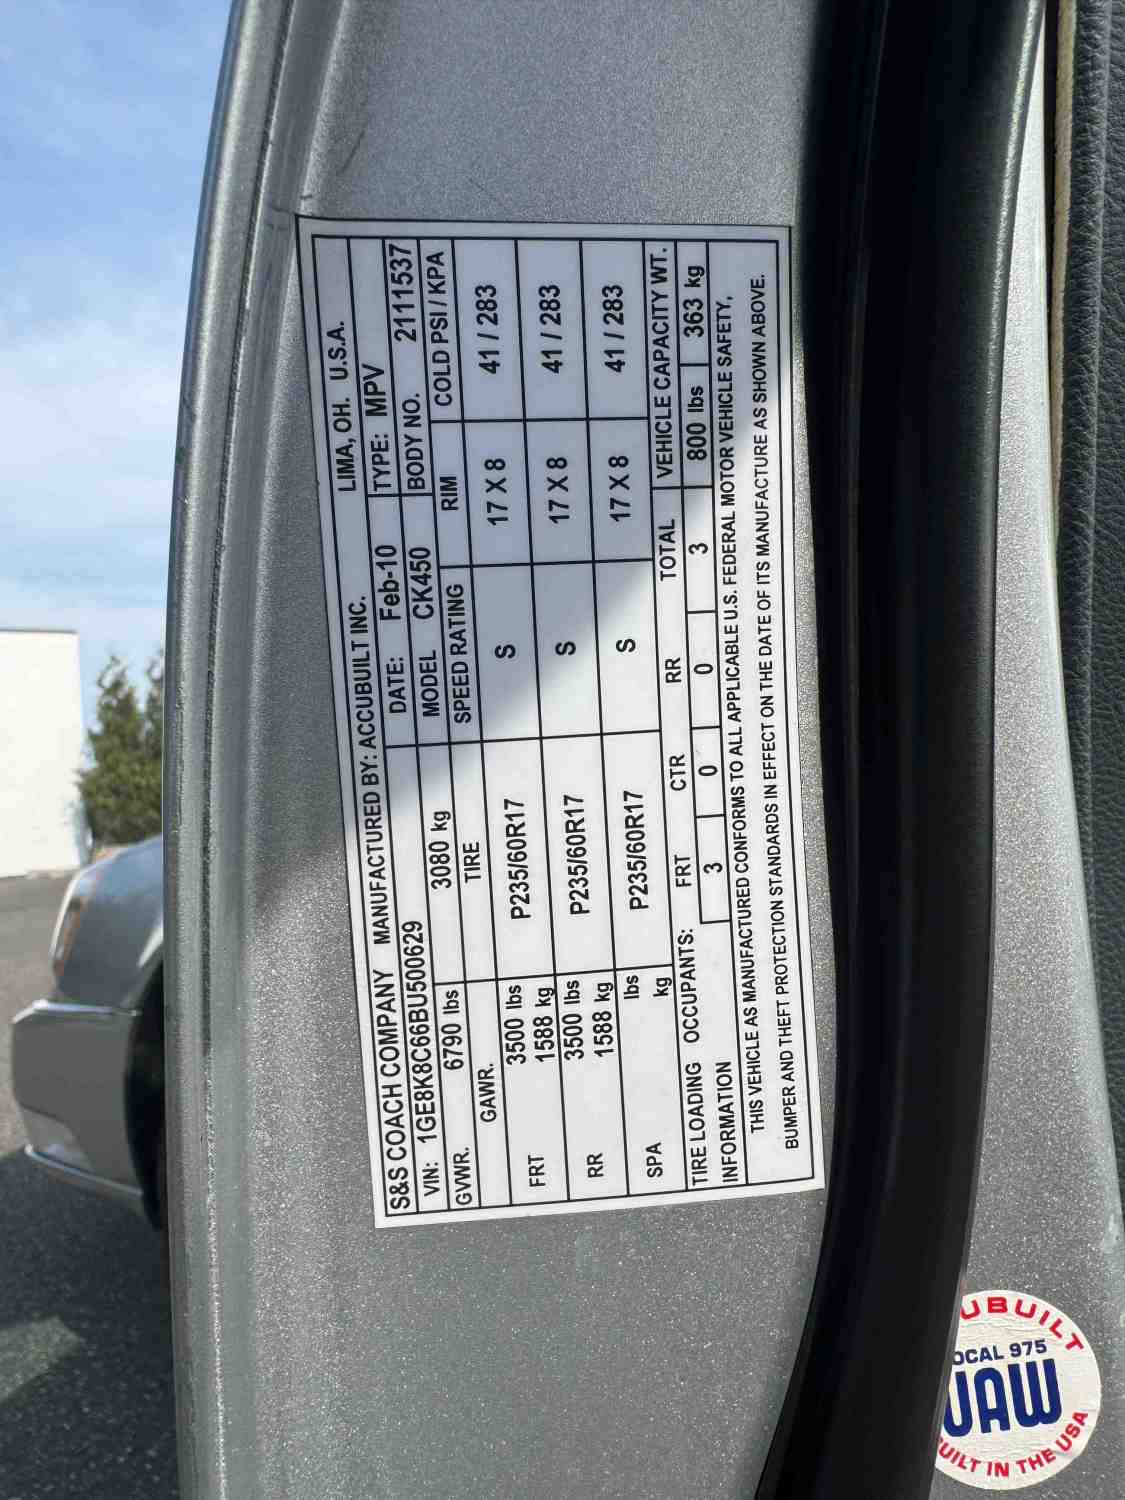 S&S COACH COMPANY MANUFACTURED BY: ACCUBUILT INC. LIMA, OH. U.S.A.
VIN: 1GE8K8C66BU500629 DATE: Feb-10 TYPE: MPV
GVWR. 6790 lbs 3080 kg MODEL CK450 BODY NO. 2111537
GAWR. TIRE SPEED RATING RIM COLD PSI / KPA
FRT 3500 lbs 1588 kg P235/60R17 S 17 X 8 41 / 283
RR 3500 lbs 1588 kg P235/60R17 S 17 X 8 41 / 283
SPA lbs kg P235/60R17 S 17 X 8 41 / 283
TIRE LOADING OCCUPANTS: FRT CTR RR TOTAL VEHICLE CAPACITY WT.
INFORMATION 3 0 0 3 800 lbs 363 kg
THIS VEHICLE AS MANUFACTURED CONFORMS TO ALL APPLICABLE U.S. FEDERAL MOTOR VEHICLE SAFETY,
BUMPER AND THEFT PROTECTION STANDARDS IN EFFECT ON THE DATE OF ITS MANUFACTURE AS SHOWN ABOVE.
UBUILT
OCAL 975
UAW
UILT IN THE USA